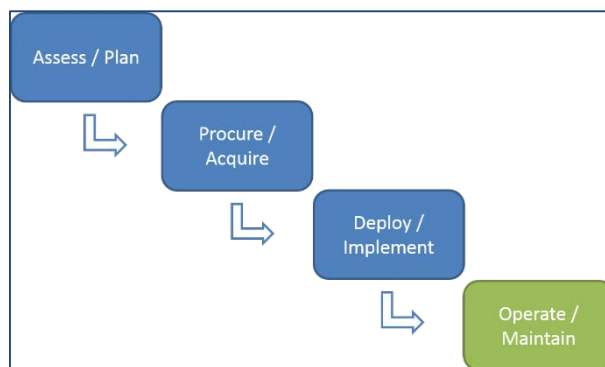 Assess / Plan
Procure /
Acquire
Deploy /
Implement
Operate /
Maintain